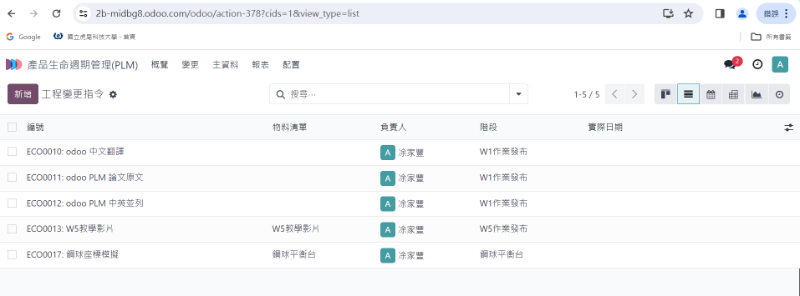 2b-midbg8.odoo.com/odoo/action-378?cids=1&view_type=list
Google 國立虎尾科技大學 - 首頁 所有書籤
產品生命週期管理(PLM) 概覽 變更 主資料 報表 配置 2 A
新增 工程變更指令 搜尋... 1-5 / 5
編號 物料清單 負責人 階段 實際日期
ECO0010: odoo 中文翻譯 A 凃家豐 W1作業發布
ECO0011: odoo PLM 論文原文 A 凃家豐 W1作業發布
ECO0012: odoo PLM 中英並列 A 凃家豐 W1作業發布
ECO0013: W5教學影片 W5教學影片 A 凃家豐 W5作業發布
ECO0017: 鋼球座標模擬 鋼球平衡台 A 凃家豐 鋼球平衡台